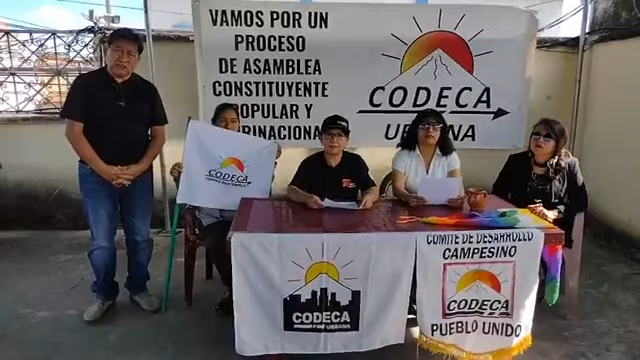 VAMOS POR UN
PROCESO
DE ASAMBLEA
CONSTITUYENTE
POPULAR Y
CODECA
URBANA
CODECA
CODECA
URBANA
COMITE DE DESARROLLO
CAMPESINO
CODECA
PUEBLO UNIDO